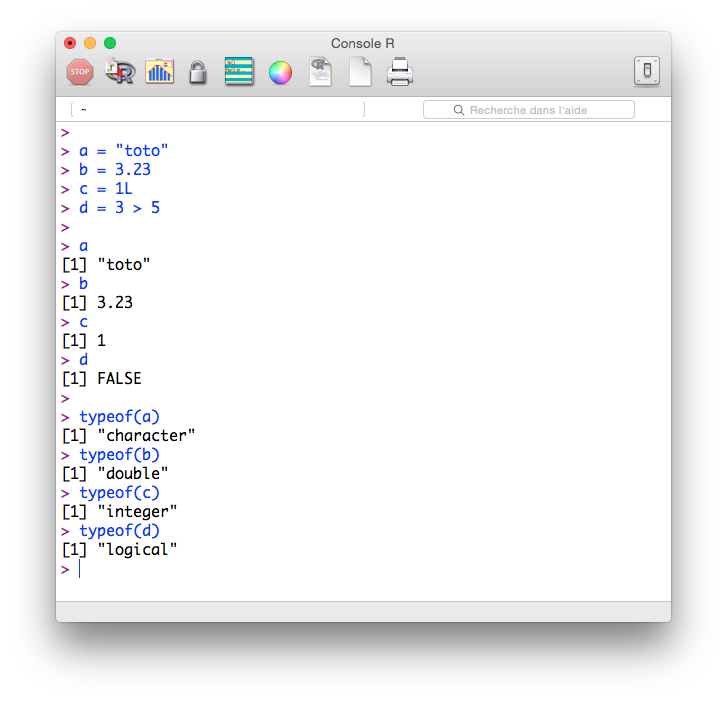 Console R
STOP
~
Recherche dans l'aide
>
> a = "toto"
> b = 3.23
> c = 1L
> d = 3 > 5
>
> a
[1] "toto"
> b
[1] 3.23
> c
[1] 1
> d
[1] FALSE
>
> typeof(a)
[1] "character"
> typeof(b)
[1] "double"
> typeof(c)
[1] "integer"
> typeof(d)
[1] "logical"
>